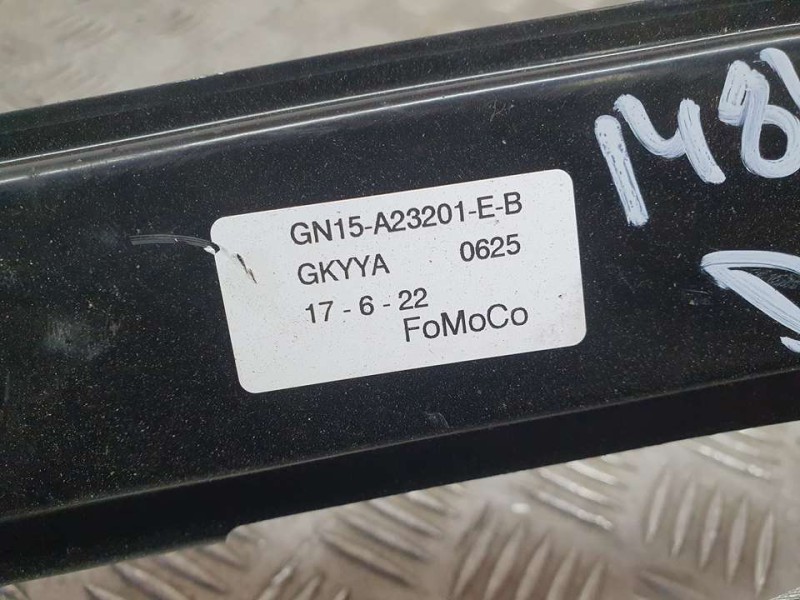 GN15-A23201-E-B
GKYYA 0625
17 - 6 - 22
FoMoCo